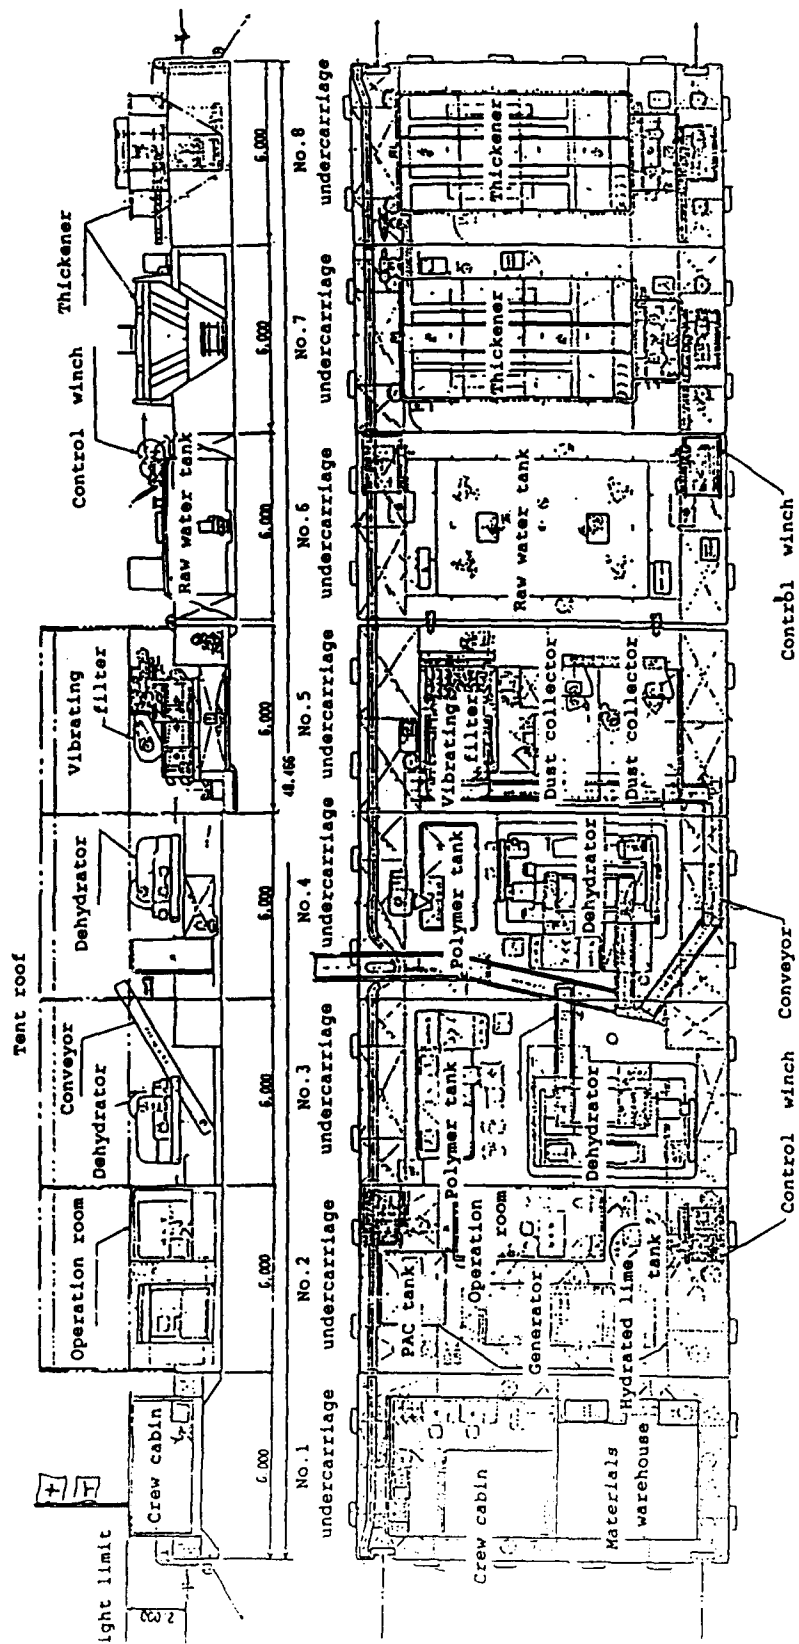 Tent roof
Crew cabin
Operation room
Dehydrator
Conveyor
Dehydrator
Vibrating
filter
Raw water tank
Control winch
Thickener
ight limit
6,000
6,000
6,000
6,000
6,000
6,000
6,000
6,000
48.466
No.1
undercarriage
No.2
undercarriage
No.3
undercarriage
No.4
undercarriage
No.5
undercarriage
No.6
undercarriage
No.7
undercarriage
No.8
undercarriage
Crew cabin
Materials
warehouse
PAC tank
Operation
room
Generator
Hydrated lime
tank
Polymer tank
Dehydrator
Polymer tank
Dehydrator
Vibrating
filter
Dust collector
Dust collector
Raw water tank
Thickener
Thickener
Control winch
Conveyor
Control winch